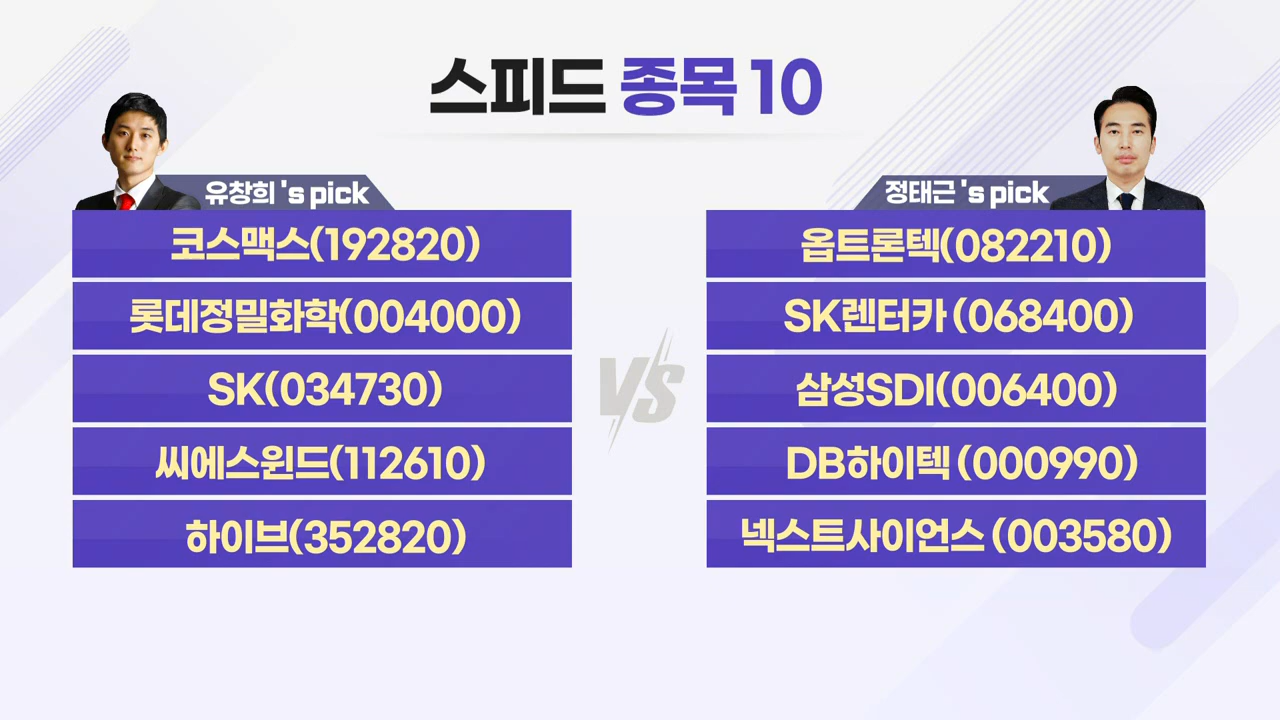 스피드 종목 10
유창희 's pick
코스맥스(192820)
롯데정밀화학(004000)
SK(034730)
씨에스윈드(112610)
하이브(352820)
VS
정태근 's pick
옵트론텍(082210)
SK렌터카 (068400)
삼성SDI(006400)
DB하이텍 (000990)
넥스트사이언스 (003580)